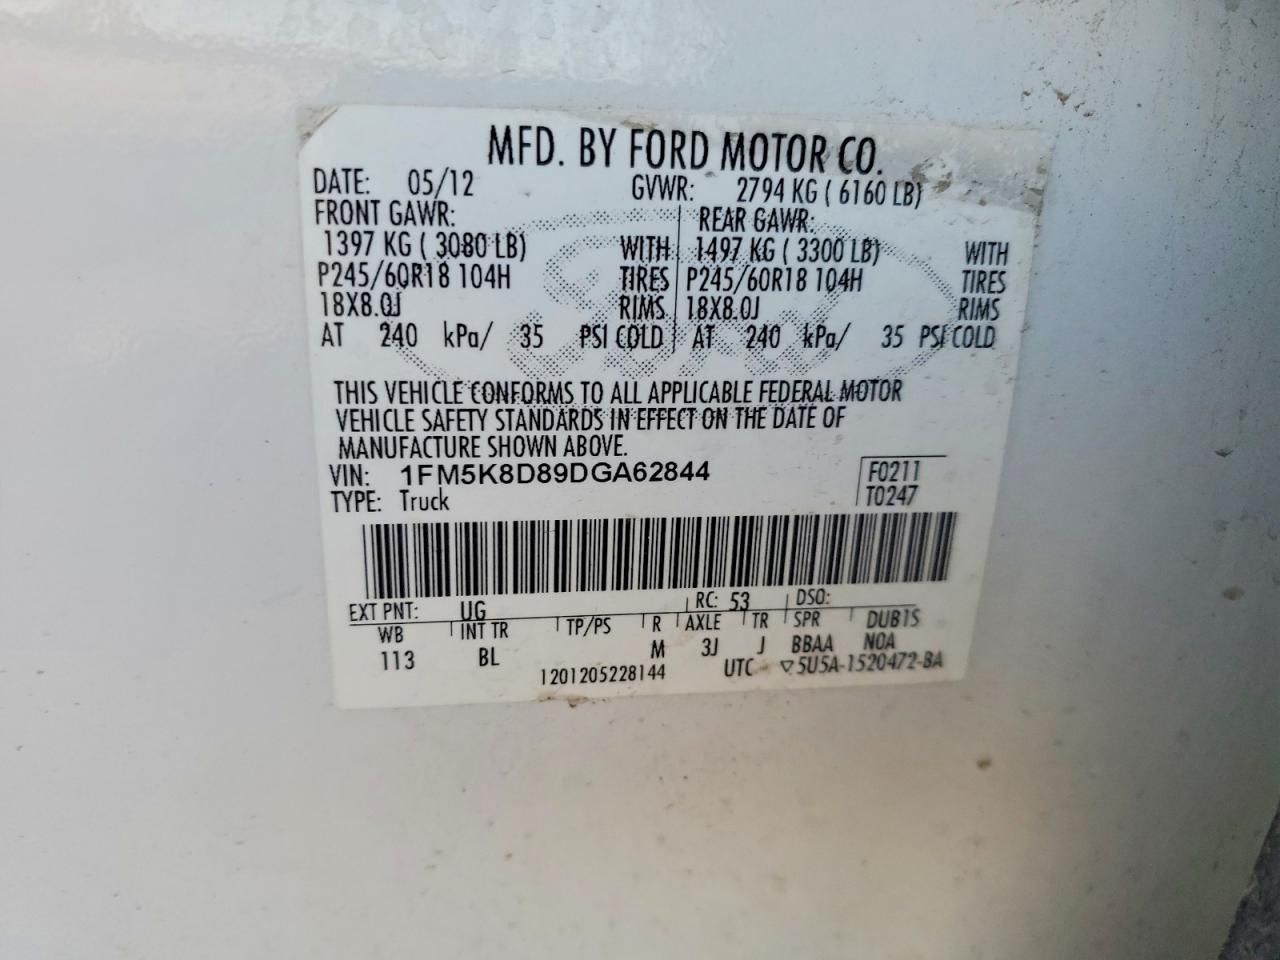 MFD. BY FORD MOTOR CO.
DATE: 05/12 GVWR: 2794 KG ( 6160 LB)
FRONT GAWR: REAR GAWR:
1397 KG ( 3080 LB) WITH 1497 KG ( 3300 LB) WITH
P245/60R18 104H TIRES P245/60R18 104H TIRES
18X8.0J RIMS 18X8.0J RIMS
AT 240 kPa/ 35 PSI COLD AT 240 kPa/ 35 PSI COLD
Ford
THIS VEHICLE CONFORMS TO ALL APPLICABLE FEDERAL MOTOR
VEHICLE SAFETY STANDARDS IN EFFECT ON THE DATE OF
MANUFACTURE SHOWN ABOVE.
VIN: 1FM5K8D89DGA62844 F0211
TYPE: Truck T0247
EXT PNT: UG RC: 53 DSO:
WB INT TR TP/PS R AXLE TR SPR DUB1S
113 BL M 3J J BBAA NOA
1201205228144 UTC ▽5U5A-1520472-BA